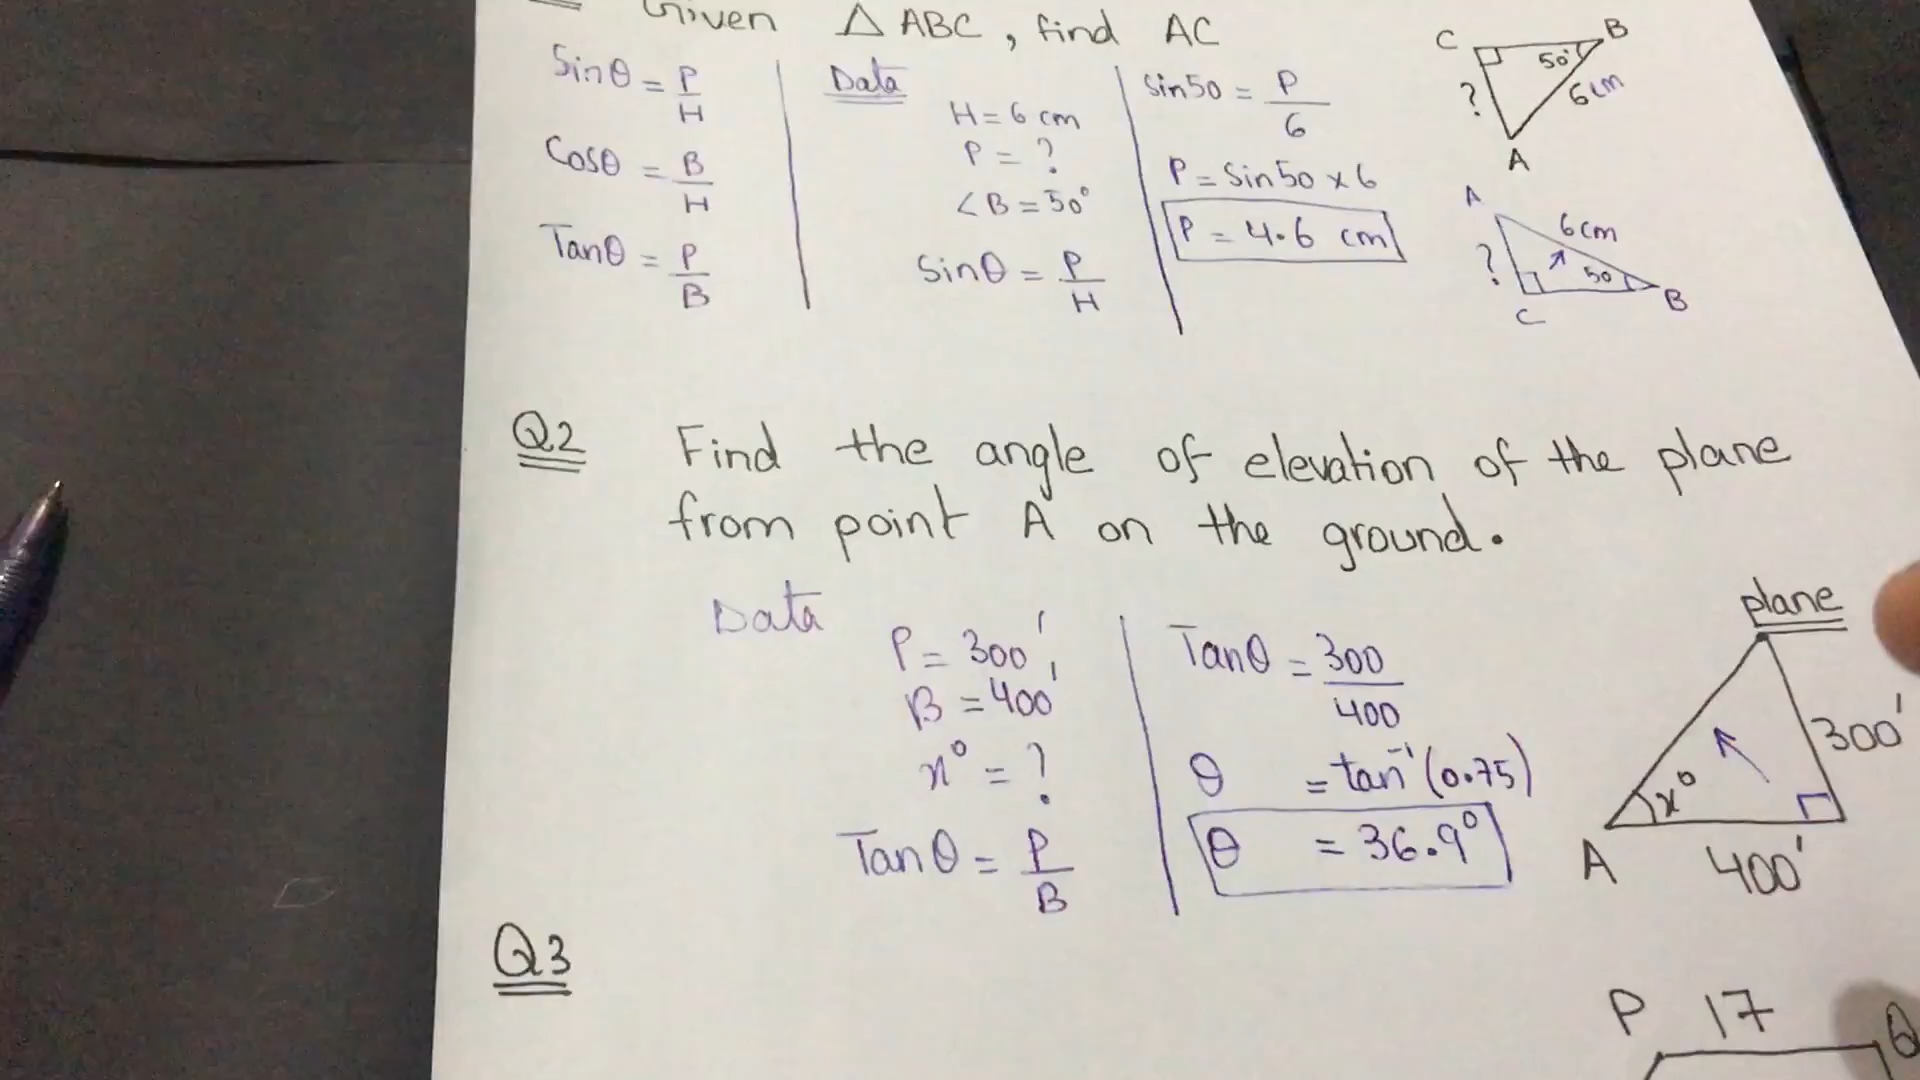 Given △ABC, find AC
Sinθ = P/H
Cosθ = B/H
Tanθ = P/B
Data
H = 6 cm
P = ?
∠B = 50°
Sinθ = P/H
Sin50 = P/6
P = Sin50 × 6
P = 4.6 cm
C
B
50°
?
6cm
A
A
6cm
?
50
C
B
Q2 Find the angle of elevation of the plane
from point A on the ground.
Data
P = 300'
B = 400'
x° = ?
Tanθ = P/B
Tanθ = 300/400
θ = tan⁻¹(0.75)
θ = 36.9°
plane
300'
x°
A
400'
Q3
P 17 Q